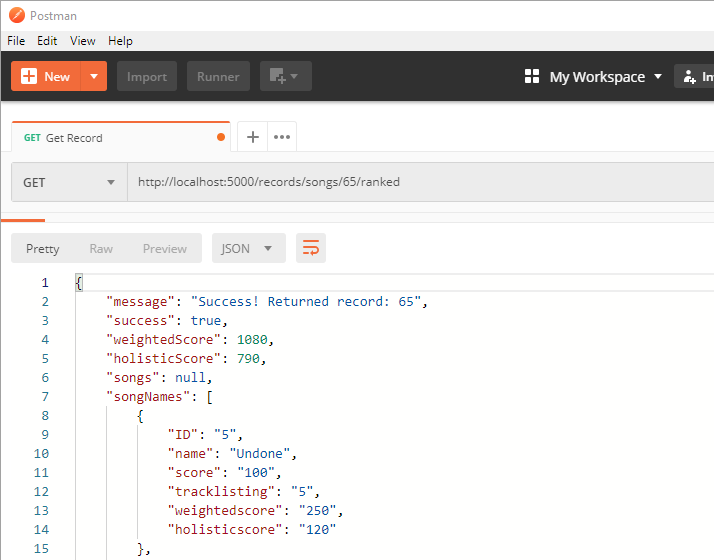 Postman
File Edit View Help
New Import Runner My Workspace
GET Get Record
GET http://localhost:5000/records/songs/65/ranked
Pretty Raw Preview JSON
1 {
2 "message": "Success! Returned record: 65",
3 "success": true,
4 "weightedScore": 1080,
5 "holisticScore": 790,
6 "songs": null,
7 "songNames": [
8 {
9 "ID": "5",
10 "name": "Undone",
11 "score": "100",
12 "tracklisting": "5",
13 "weightedscore": "250",
14 "holisticscore": "120"
15 },